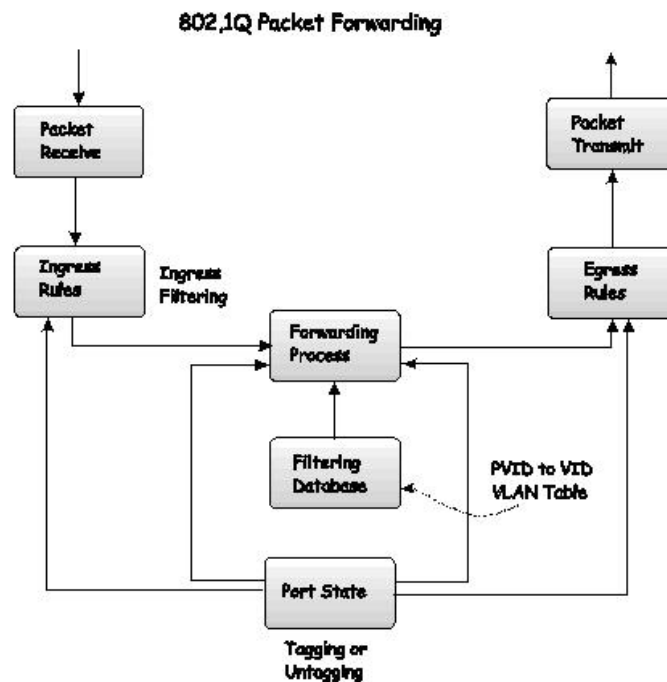 802,1Q Packet Forwarding
Packet
Receive
Packet
Transmit
Ingress
Rules
Ingress
Filtering
Egress
Rules
Forwarding
Process
Filtering
Database
PVID to VID
VLAN Table
Port State
Tagging or
Untagging